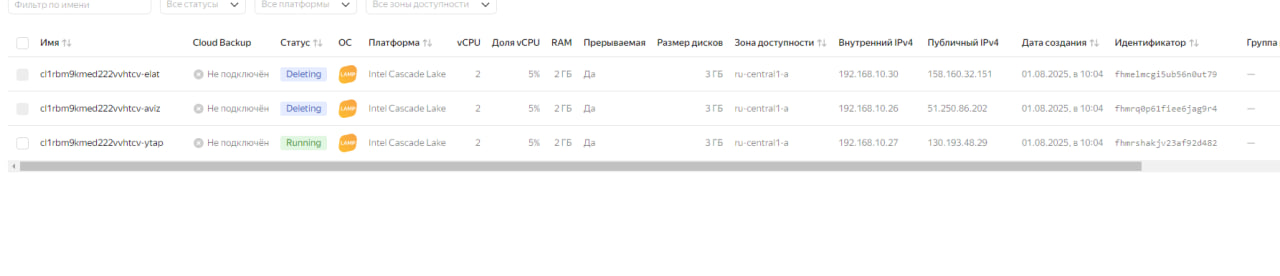 Фильтр по имени Все статусы Все платформы Все зоны доступности
Имя Cloud Backup Статус ОС Платформа vCPU Доля vCPU RAM Прерываемая Размер дисков Зона доступности Внутренний IPv4 Публичный IPv4 Дата создания Идентификатор Группа
cl1rbm9kmed222vvhtcv-elat Не подключён Deleting LAMP Intel Cascade Lake 2 5% 2 ГБ Да 3 ГБ ru-central1-a 192.168.10.30 158.160.32.151 01.08.2025, в 10:04 fhmelmcgi5ub56n0ut79 —
cl1rbm9kmed222vvhtcv-aviz Не подключён Deleting LAMP Intel Cascade Lake 2 5% 2 ГБ Да 3 ГБ ru-central1-a 192.168.10.26 51.250.86.202 01.08.2025, в 10:04 fhmrq0p61fiee6jag9r4 —
cl1rbm9kmed222vvhtcv-ytap Не подключён Running LAMP Intel Cascade Lake 2 5% 2 ГБ Да 3 ГБ ru-central1-a 192.168.10.27 130.193.48.29 01.08.2025, в 10:04 fhmrshakjv23af92d482 —